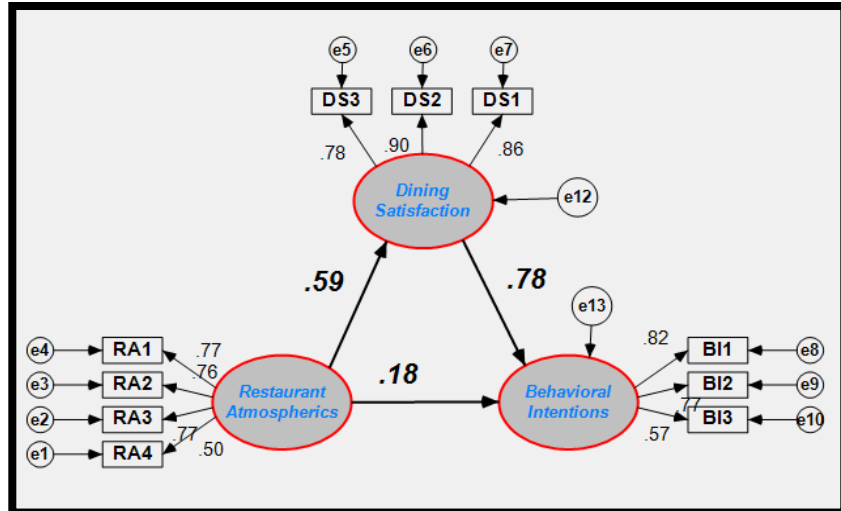 e5 e6 e7
DS3 DS2 DS1
.78 .90 .86
Dining
Satisfaction
e12
.59 .78
e13
e4 RA1 .77 .82 BI1 e8
.76
e3 RA2 BI2 e9
Restaurant
Atmospherics
.18
Behavioral
Intentions
.77
e2 RA3 BI3 e10
.77 .57
.50
e1 RA4